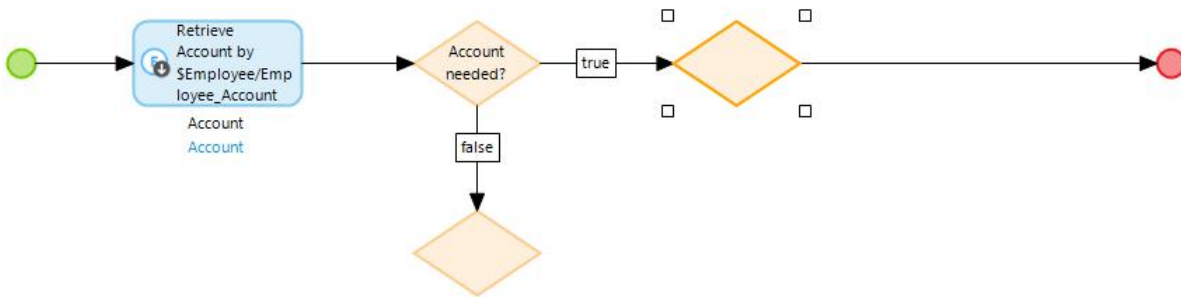 Retrieve
Account by
$Employee/Emp
loyee_Account
Account
Account
Account
needed?
true
false